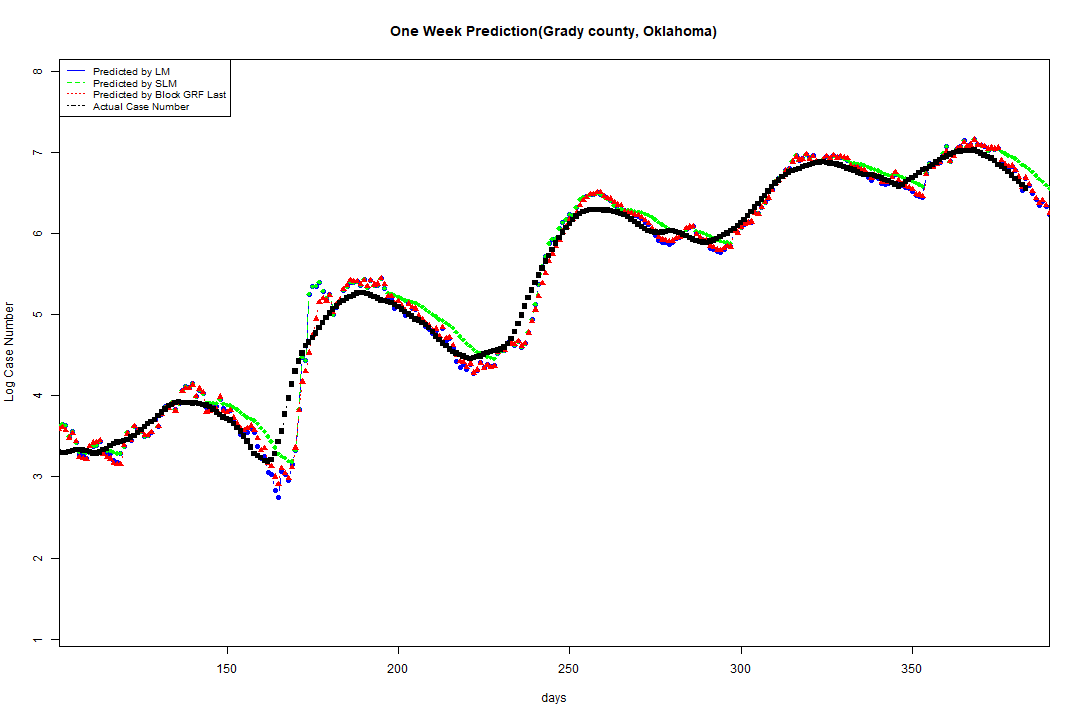 One Week Prediction(Grady county, Oklahoma)
Predicted by LM
Predicted by SLM
Predicted by Block GRF Last
Actual Case Number
8
7
6
5
4
3
2
1
Log Case Number
150 200 250 300 350
days